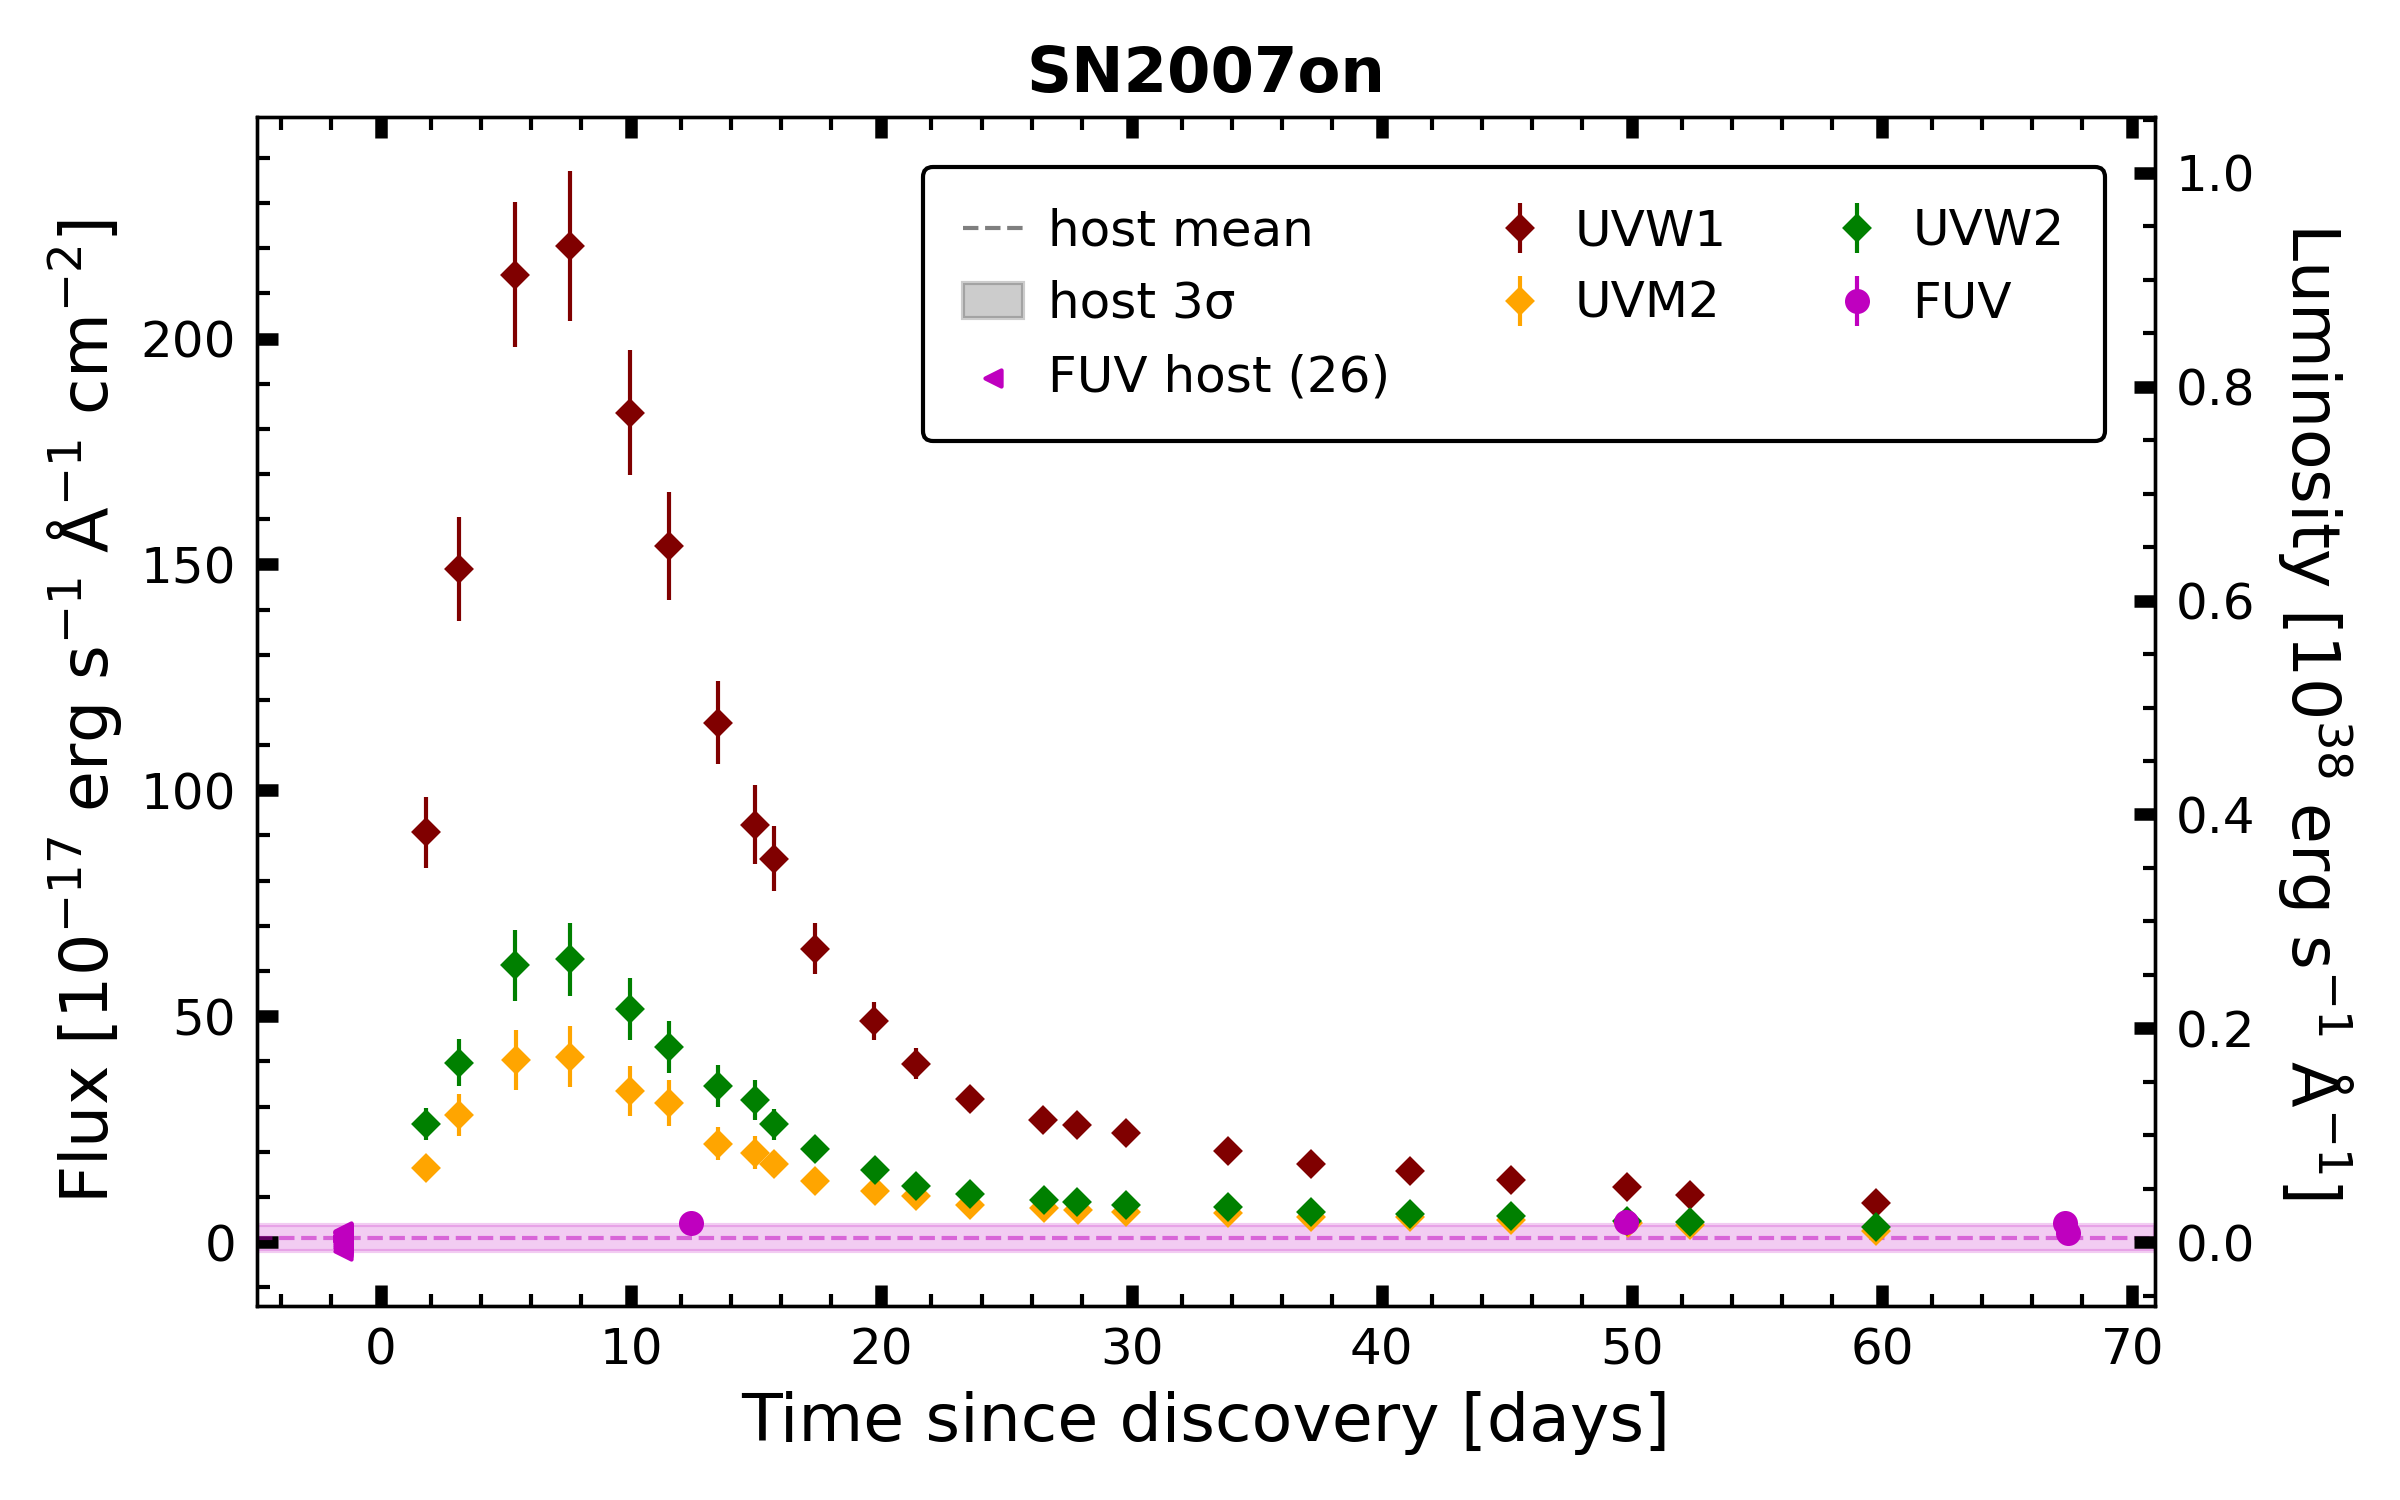 SN2007on
host mean
host 3σ
FUV host (26)
UVW1
UVM2
UVW2
FUV
Flux [10⁻¹⁷ erg s⁻¹ Å⁻¹ cm⁻²]
200
150
100
50
0
Luminosity [10³⁸ erg s⁻¹ Å⁻¹]
1.0
0.8
0.6
0.4
0.2
0.0
0 10 20 30 40 50 60 70
Time since discovery [days]